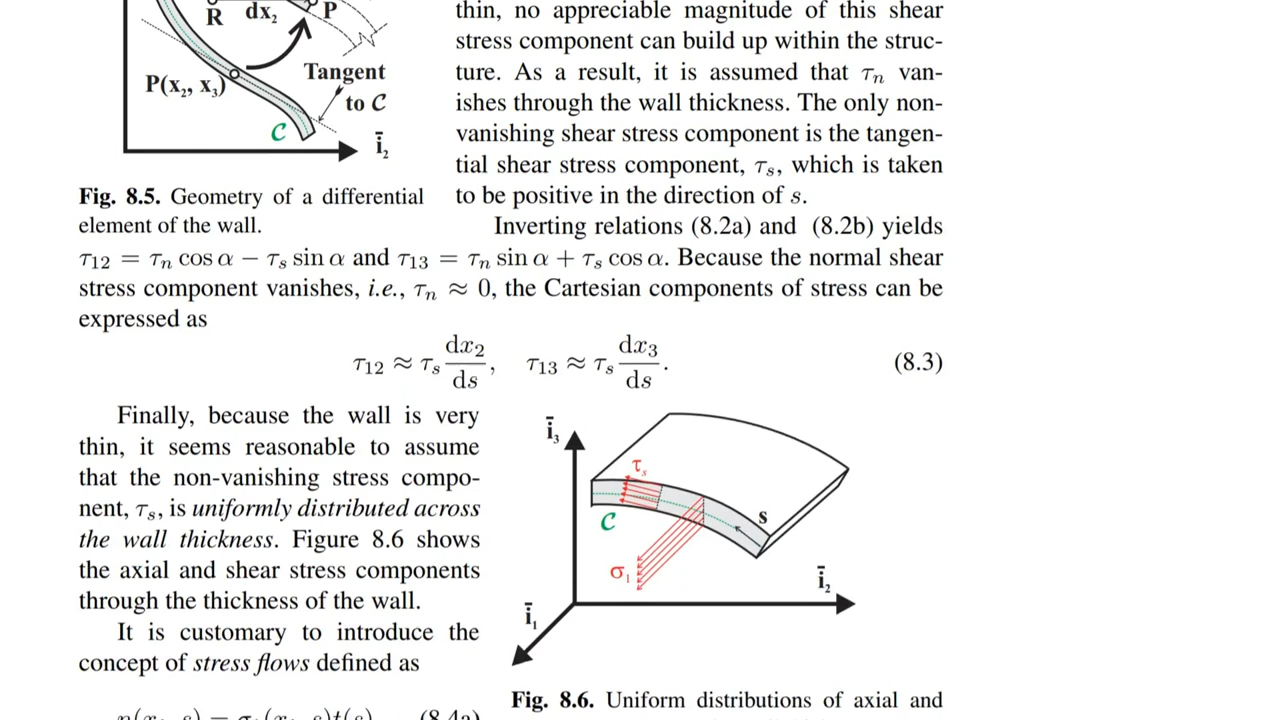 R dx₂ P
P(x₂, x₃)
Tangent
to C
C
ī₂
Fig. 8.5. Geometry of a differential
element of the wall.
thin, no appreciable magnitude of this shear
stress component can build up within the struc-
ture. As a result, it is assumed that τₙ van-
ishes through the wall thickness. The only non-
vanishing shear stress component is the tangen-
tial shear stress component, τₛ, which is taken
to be positive in the direction of s.
Inverting relations (8.2a) and (8.2b) yields
τ₁₂ = τₙ cos α − τₛ sin α and τ₁₃ = τₙ sin α + τₛ cos α. Because the normal shear
stress component vanishes, i.e., τₙ ≈ 0, the Cartesian components of stress can be
expressed as
τ₁₂ ≈ τₛ dx₂/ds, τ₁₃ ≈ τₛ dx₃/ds. (8.3)
Finally, because the wall is very
thin, it seems reasonable to assume
that the non-vanishing stress compo-
nent, τₛ, is uniformly distributed across
the wall thickness. Figure 8.6 shows
the axial and shear stress components
through the thickness of the wall.
It is customary to introduce the
concept of stress flows defined as
ī₃
τₛ
C
s
σ₁
ī₂
ī₁
Fig. 8.6. Uniform distributions of axial and